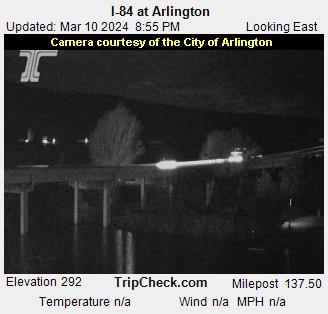 I-84 at Arlington
Updated: Mar 10 2024 8:55 PM Looking East
Camera courtesy of the City of Arlington
Elevation 292 TripCheck.com Milepost 137.50
Temperature n/a Wind n/a MPH n/a